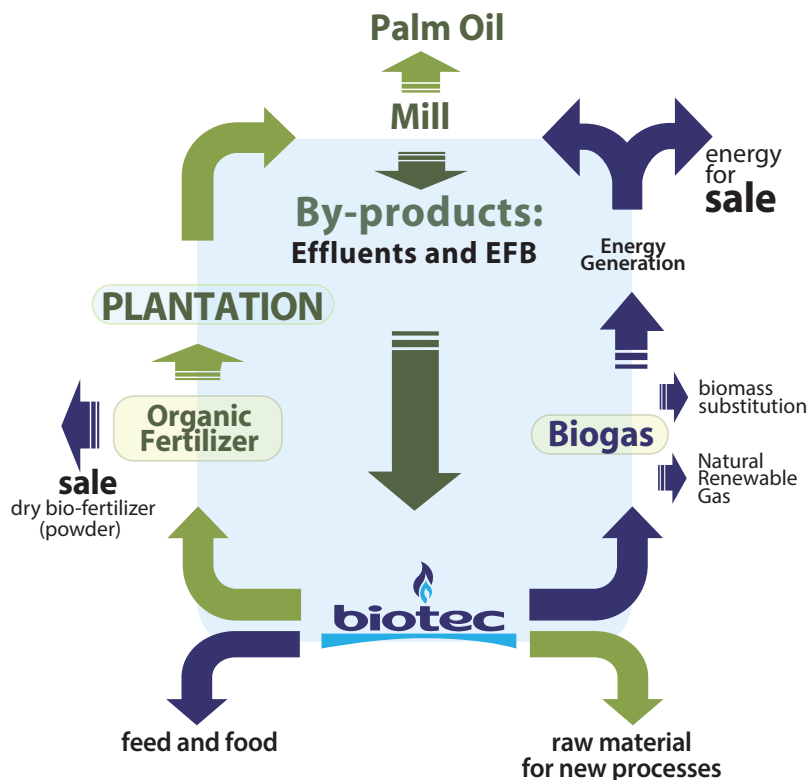 Palm Oil
Mill
By-products:
Effluents and EFB
energy
for
sale
Energy
Generation
PLANTATION
biomass
substitution
Organic
Fertilizer
Biogas
Natural
Renewable
Gas
sale
dry bio-fertilizer
(powder)
biotec
feed and food
raw material
for new processes